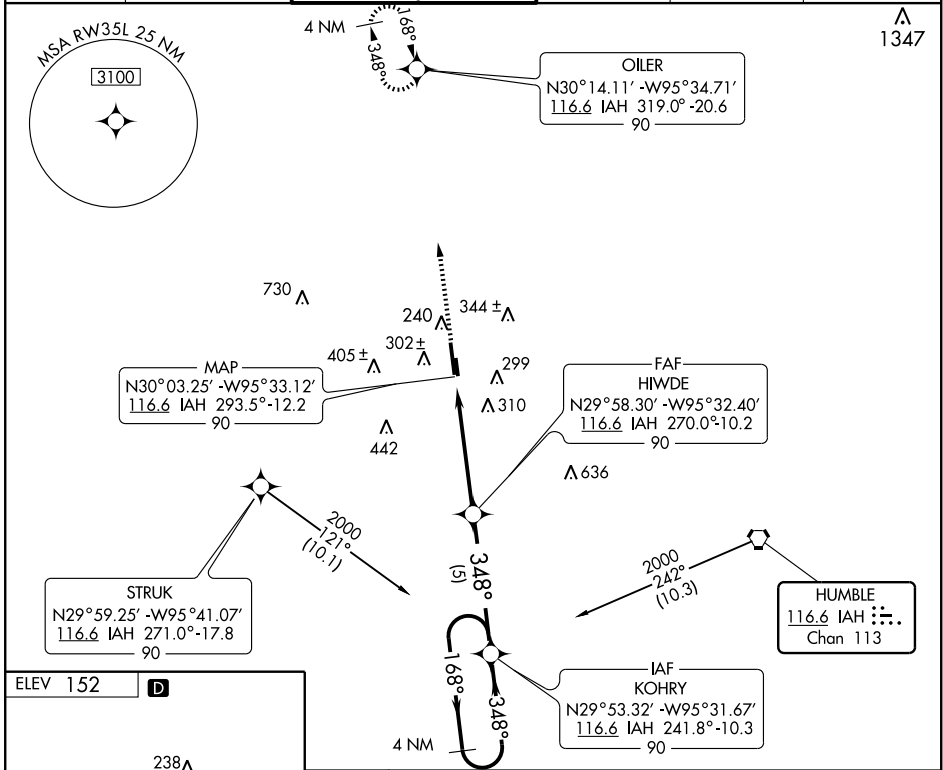 MSA RW35L 25 NM
3100
4 NM
168°
348°
1347
OILER
N30°14.11' -W95°34.71'
116.6 IAH 319.0°-20.6
90
730
240
344 ±
405 ±
302 ±
299
310
442
636
MAP
N30°03.25' -W95°33.12'
116.6 IAH 293.5°-12.2
90
FAF
HIWDE
N29°58.30' -W95°32.40'
116.6 IAH 270.0°-10.2
90
2000
121°
(10.1)
348°
(5)
2000
242°
(10.3)
STRUK
N29°59.25' -W95°41.07'
116.6 IAH 271.0°-17.8
90
HUMBLE
116.6 IAH
Chan 113
168°
348°
4 NM
IAF
KOHRY
N29°53.32' -W95°31.67'
116.6 IAH 241.8°-10.3
90
ELEV 152
D
238